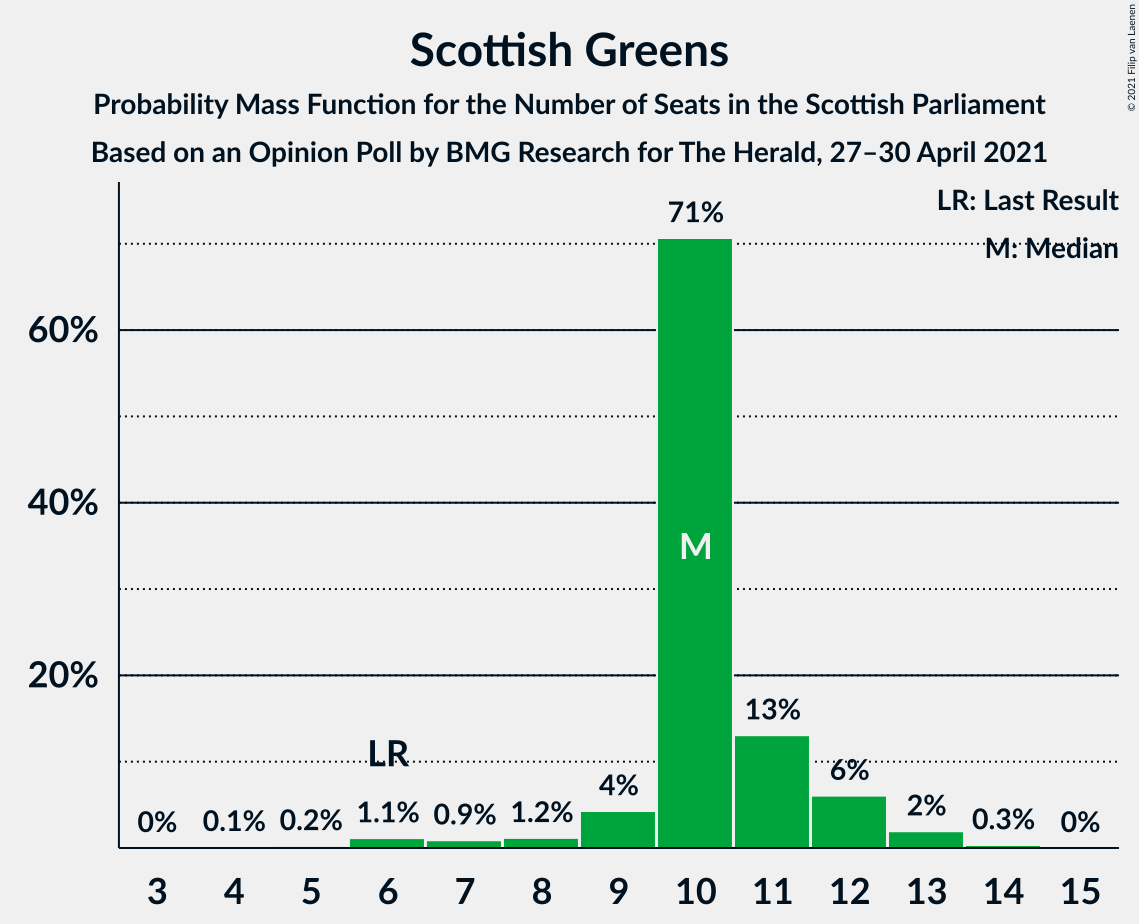 © 2021 Filip van Laenen
Scottish Greens
Probability Mass Function for the Number of Seats in the Scottish Parliament
Based on an Opinion Poll by BMG Research for The Herald, 27–30 April 2021
LR: Last Result
M: Median
71%
60%
40%
M
20%
13%
LR
6%
4%
2%
0% 0.1% 0.2% 1.1% 0.9% 1.2% 0.3% 0%
3 4 5 6 7 8 9 10 11 12 13 14 15